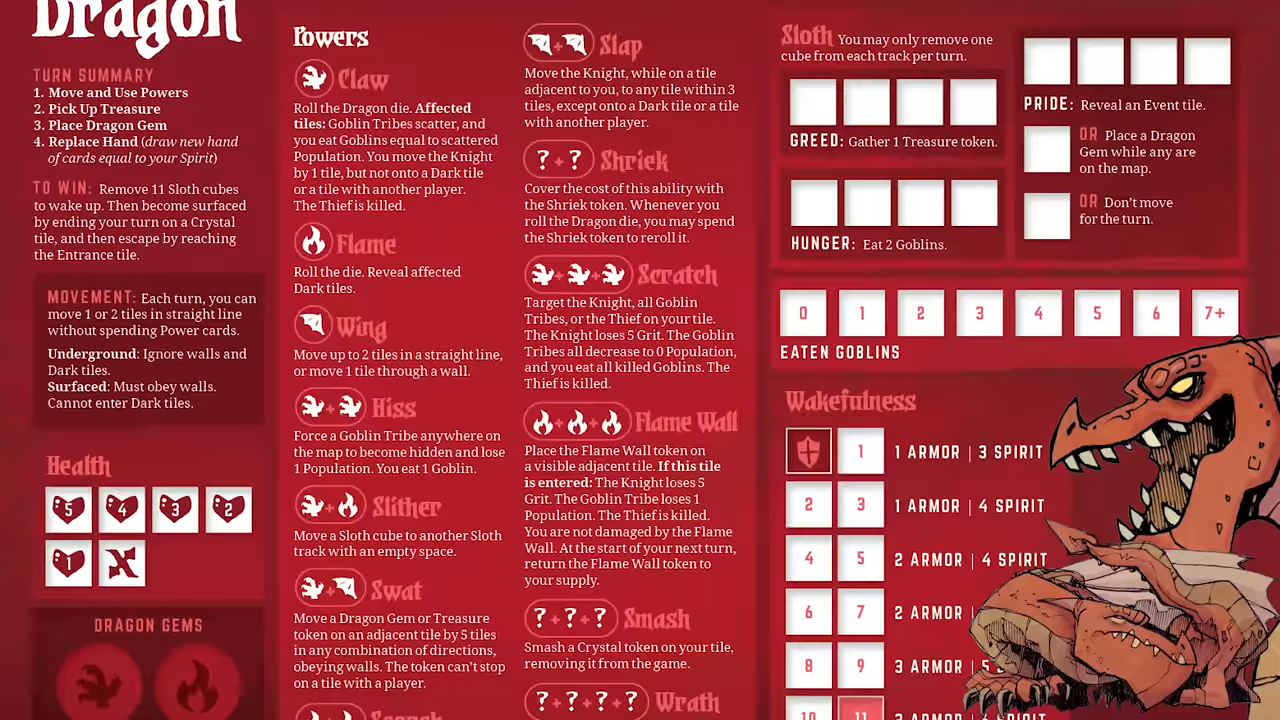 Dragon
TURN SUMMARY
1. Move and Use Powers
2. Pick Up Treasure
3. Place Dragon Gem
4. Replace Hand (draw new hand
of cards equal to your Spirit)
TO WIN: Remove 11 Sloth cubes
to wake up. Then become surfaced
by ending your turn on a Crystal
tile, and then escape by reaching
the Entrance tile.
MOVEMENT: Each turn, you can
move 1 or 2 tiles in straight line
without spending Power cards.
Underground: Ignore walls and
Dark tiles.
Surfaced: Must obey walls.
Cannot enter Dark tiles.
Health
5 4 3 2
1
DRAGON GEMS
Powers
Claw
Roll the Dragon die. Affected
tiles: Goblin Tribes scatter, and
you eat Goblins equal to scattered
Population. You move the Knight
by 1 tile, but not onto a Dark tile
or a tile with another player.
The Thief is killed.
Flame
Roll the die. Reveal affected
Dark tiles.
Wing
Move up to 2 tiles in a straight line,
or move 1 tile through a wall.
+ Hiss
Force a Goblin Tribe anywhere on
the map to become hidden and lose
1 Population. You eat 1 Goblin.
+ Slither
Move a Sloth cube to another Sloth
track with an empty space.
+ Swat
Move a Dragon Gem or Treasure
token on an adjacent tile by 5 tiles
in any combination of directions,
obeying walls. The token can't stop
on a tile with a player.
+ Slap
Move the Knight, while on a tile
adjacent to you, to any tile within 3
tiles, except onto a Dark tile or a tile
with another player.
? + ? Shriek
Cover the cost of this ability with
the Shriek token. Whenever you
roll the Dragon die, you may spend
the Shriek token to reroll it.
+ + Scratch
Target the Knight, all Goblin
Tribes, or the Thief on your tile.
The Knight loses 5 Grit. The Goblin
Tribes all decrease to 0 Population,
and you eat all killed Goblins. The
Thief is killed.
+ + Flame Wall
Place the Flame Wall token on
a visible adjacent tile. If this tile
is entered: The Knight loses 5
Grit. The Goblin Tribe loses 1
Population. The Thief is killed.
You are not damaged by the Flame
Wall. At the start of your next turn,
return the Flame Wall token to
your supply.
? + ? + ? Smash
Smash a Crystal token on your tile,
removing it from the game.
? + ? + ? + ? Wrath
Sloth You may only remove one
cube from each track per turn.
GREED: Gather 1 Treasure token.
HUNGER: Eat 2 Goblins.
PRIDE: Reveal an Event tile.
OR Place a Dragon
Gem while any are
on the map.
OR Don't move
for the turn.
0 1 2 3 4 5 6 7+
EATEN GOBLINS
Wakefulness
1 1 ARMOR | 3 SPIRIT
2 3 1 ARMOR | 4 SPIRIT
4 5 2 ARMOR | 4 SPIRIT
6 7 2 ARMOR
8 9 3 ARMOR | 5
10 11